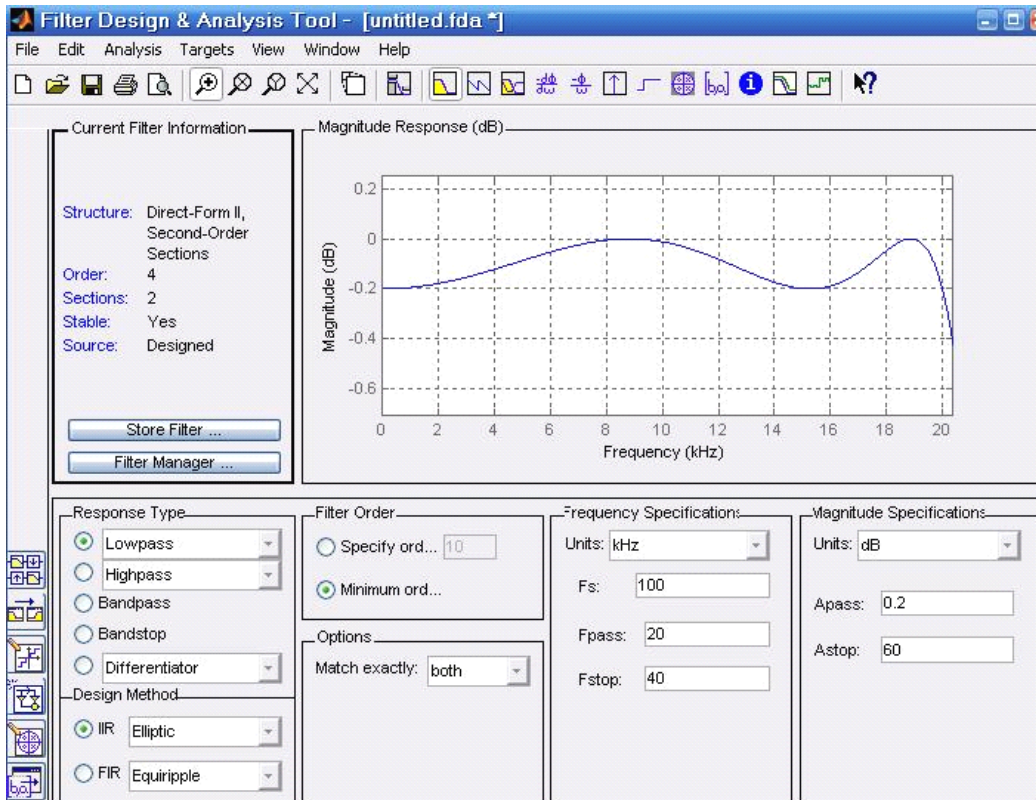 Filter Design & Analysis Tool - [untitled.fda *]
File Edit Analysis Targets View Window Help
Current Filter Information
Structure: Direct-Form II,
Second-Order
Sections
Order: 4
Sections: 2
Stable: Yes
Source: Designed
Store Filter ...
Filter Manager ...
Magnitude Response (dB)
0.2
0
-0.2
-0.4
-0.6
Magnitude (dB)
0 2 4 6 8 10 12 14 16 18 20
Frequency (kHz)
Response Type
Lowpass
Highpass
Bandpass
Bandstop
Differentiator
Design Method
IIR Elliptic
FIR Equiripple
Filter Order
Specify ord... 10
Minimum ord...
Options
Match exactly: both
Frequency Specifications
Units: kHz
Fs: 100
Fpass: 20
Fstop: 40
Magnitude Specifications
Units: dB
Apass: 0.2
Astop: 60